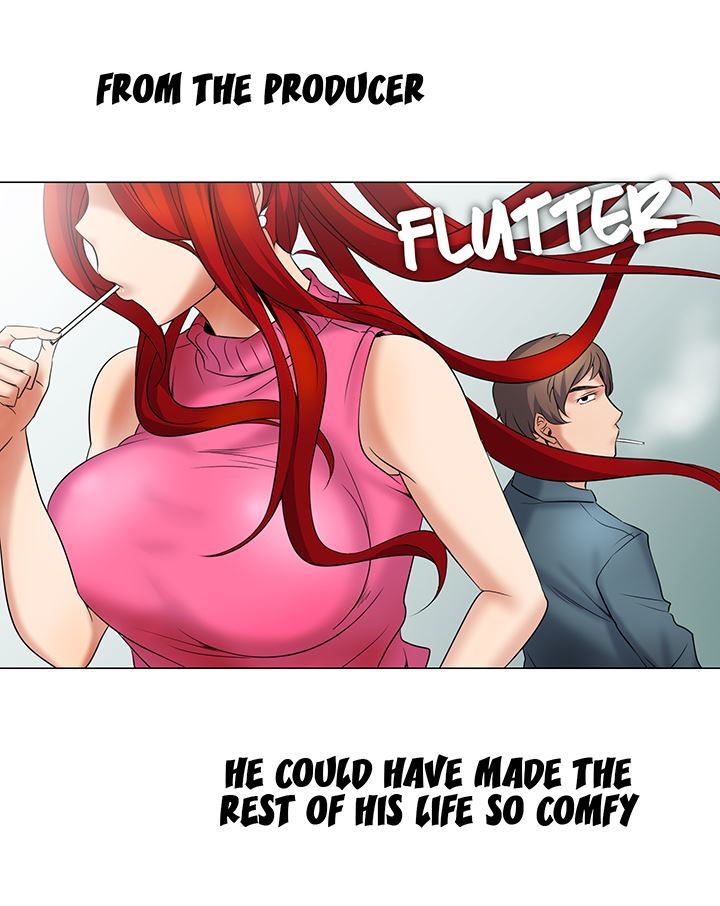 FROM THE PRODUCER
FLUTTER
HE COULD HAVE MADE THE
REST OF HIS LIFE SO COMFY